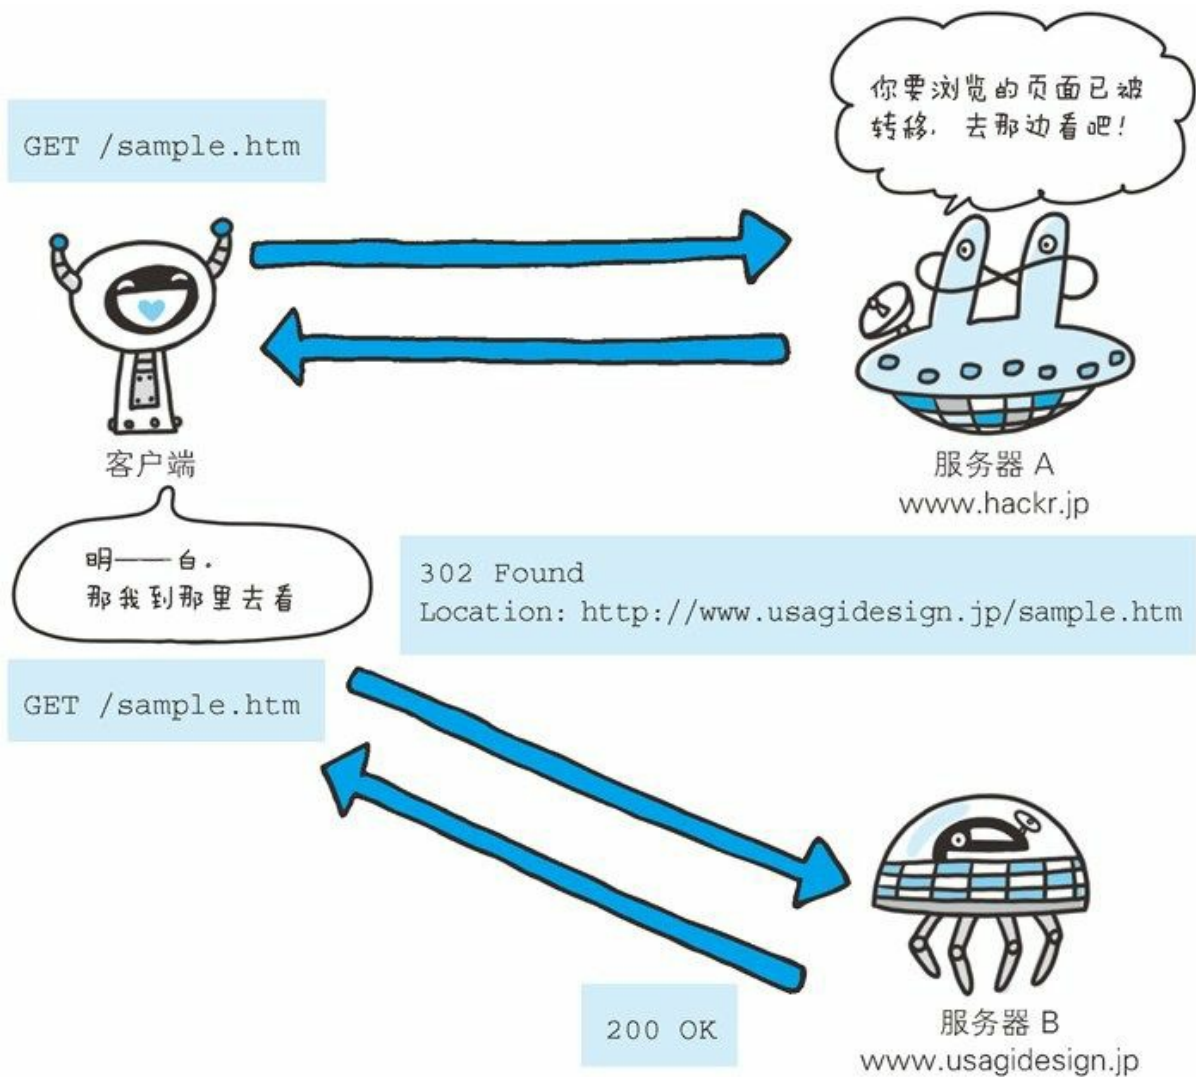 你要浏览的页面已被
转移，去那边看吧！
GET /sample.htm
客户端
服务器 A
www.hackr.jp
明——白.
那我到那里去看
302 Found
Location: http://www.usagidesign.jp/sample.htm
GET /sample.htm
200 OK
服务器 B
www.usagidesign.jp